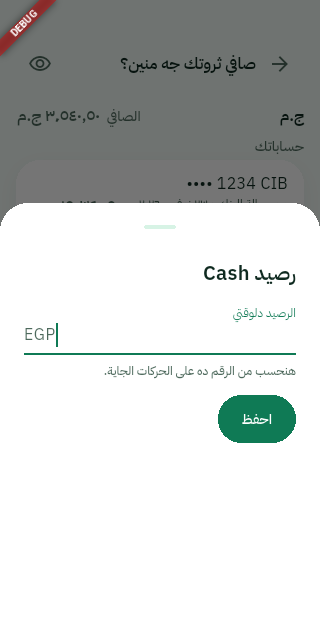 DEBUG
صافي ثروتك جه منين؟
ج.م
الصافي ٣,٥٤٠,٥٠ ج.م
حساباتك
•••• 1234 CIB
رصيد Cash
الرصيد دلوقتي
EGP
هنحسب من الرقم ده على الحركات الجاية.
احفظ